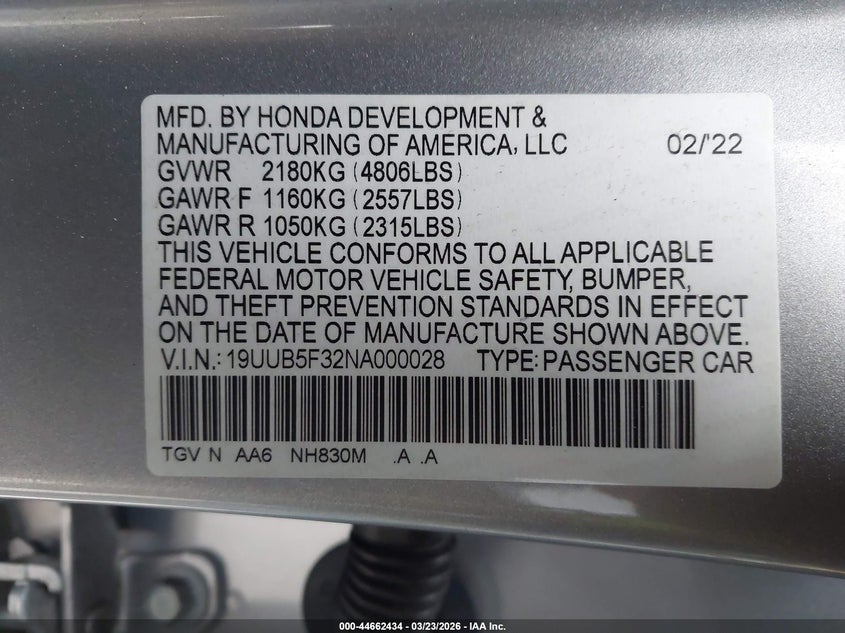 MFD. BY HONDA DEVELOPMENT &
MANUFACTURING OF AMERICA, LLC 02/'22
GVWR 2180KG (4806LBS)
GAWR F 1160KG (2557LBS)
GAWR R 1050KG (2315LBS)
THIS VEHICLE CONFORMS TO ALL APPLICABLE
FEDERAL MOTOR VEHICLE SAFETY, BUMPER,
AND THEFT PREVENTION STANDARDS IN EFFECT
ON THE DATE OF MANUFACTURE SHOWN ABOVE.
V.I.N.: 19UUB5F32NA000028 TYPE: PASSENGER CAR
TGV N AA6 NH830M .A .A
000-44662434 - 03/23/2026 - IAA Inc.